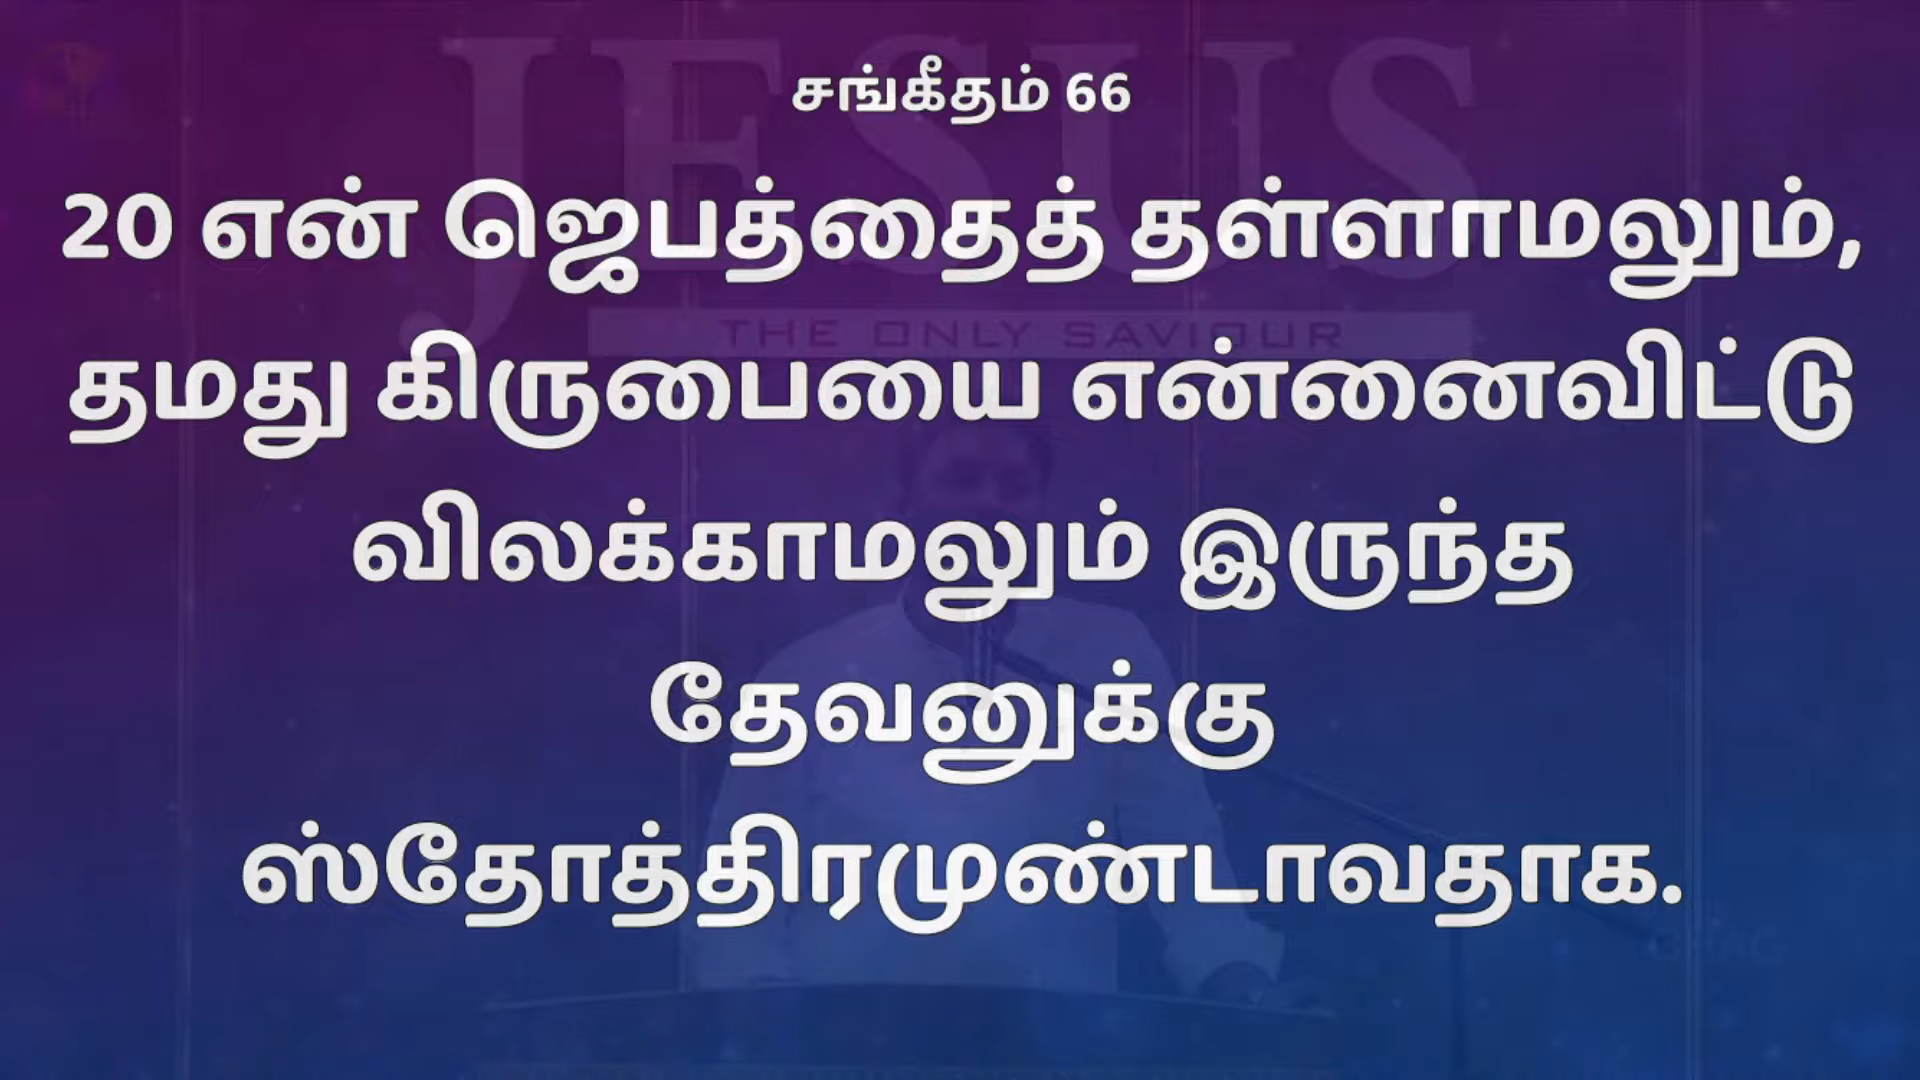 JESUS
சங்கீதம் 66
20 என் ஜெபத்தைத் தள்ளாமலும்,
THE ONLY SAVIOUR
தமது கிருபையை என்னைவிட்டு
விலக்காமலும் இருந்த
தேவனுக்கு
ஸ்தோத்திரமுண்டாவதாக.